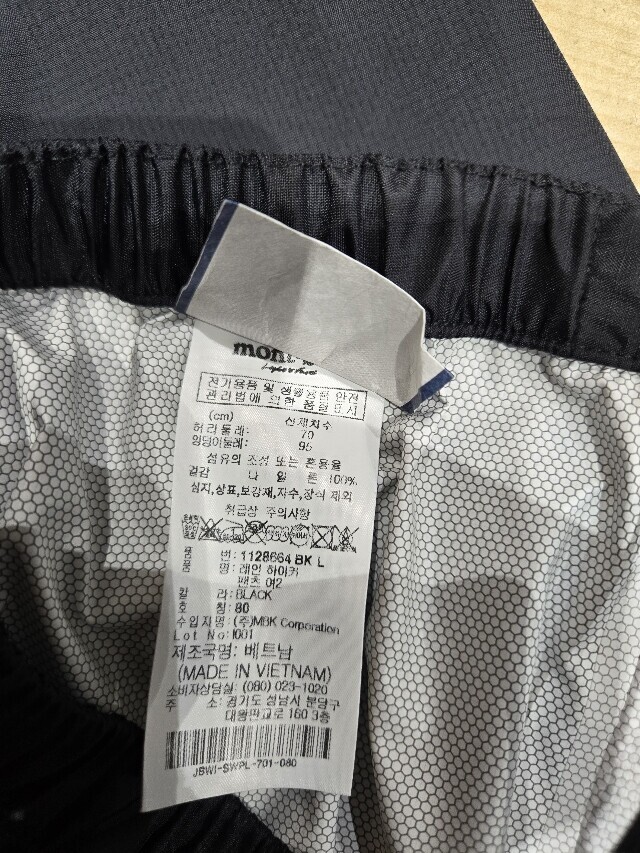 mont
Light & Fast
전기용품 및 생활용품 안전
관리법에 의한 품질표시
(cm) 신체치수
허리둘레: 70
엉덩이둘레: 95
섬유의 조성 또는 혼용율
겉감 나 일 론 100%
심지,상표,보강재,자수,장식 제외
취급상 주의사항
품 번: 1128664 BK L
품 명: 레인 하이커
팬츠 여2
칼 라: BLACK
호 칭: 80
수입자명: (주)MBK Corporation
Lot No: I001
제조국명: 베트남
(MADE IN VIETNAM)
소비자상담실: (080) 023-1020
주 소: 경기도 성남시 분당구
대왕판교로 160 3층
JBWI-SWPL-701-080